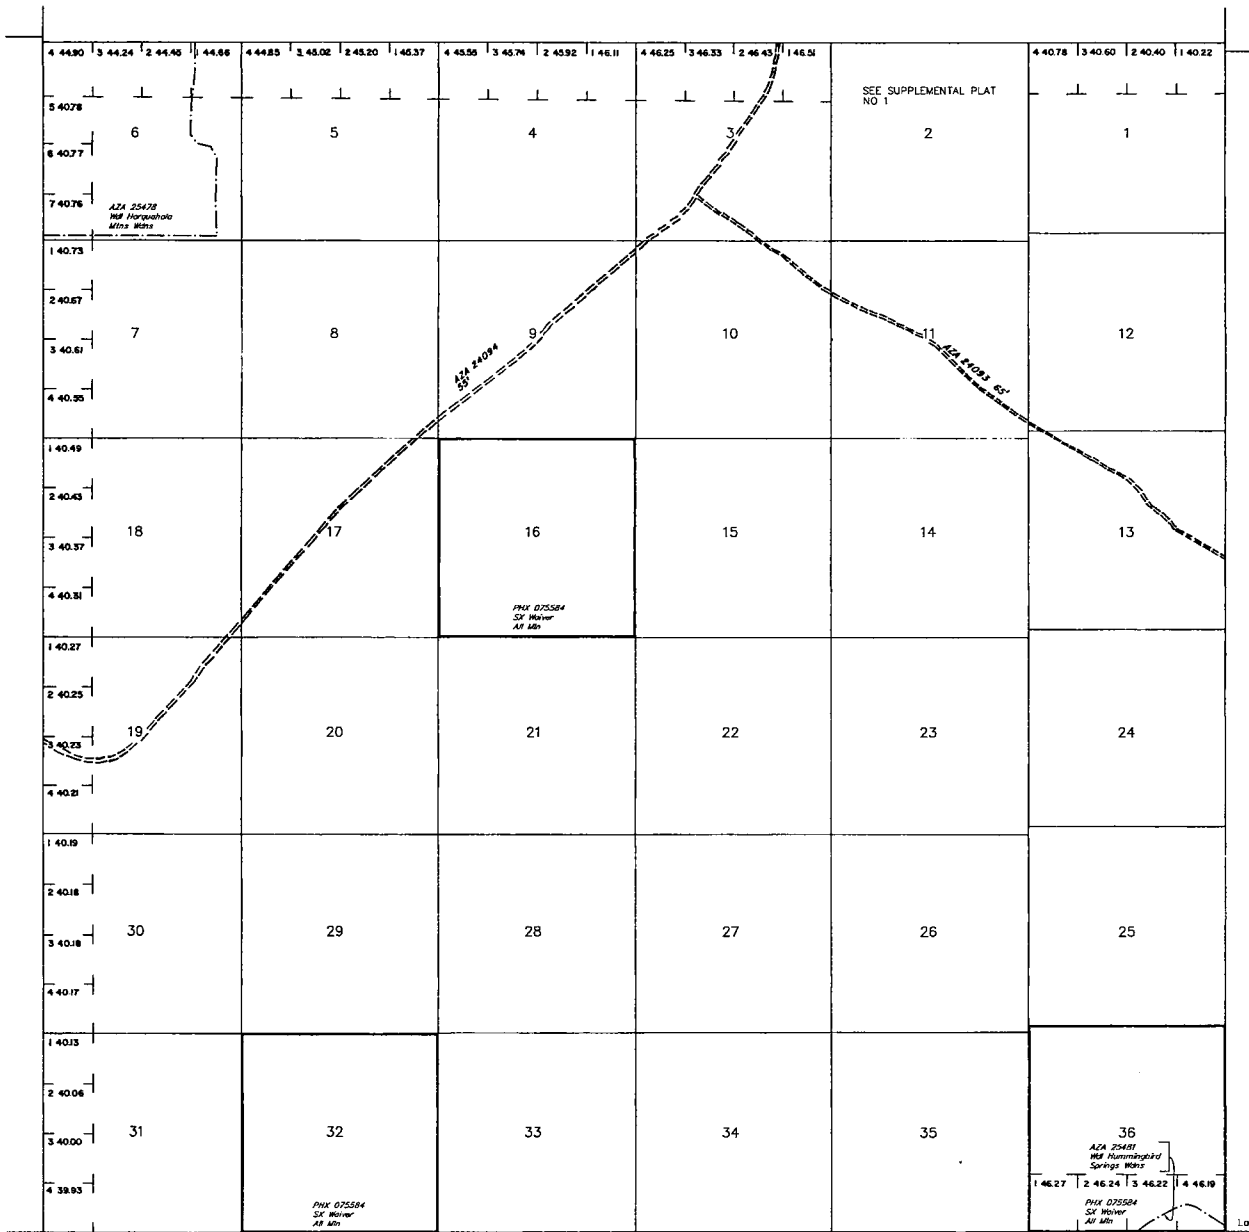 4 44.90 3 44.24 2 44.45 1 44.66 4 44.85 3 45.02 2 45.20 1 45.37 4 45.55 3 45.74 2 45.92 1 46.11 4 46.25 3 46.33 2 46.43 1 46.51 4 40.78 3 40.60 2 40.40 1 40.22
SEE SUPPLEMENTAL PLAT
NO 1
5 40.78
6 5 4 3 2 1
6 40.77
7 40.76
AZA 25478
Wdl Harquahala
Mtns Wdns
1 40.73
2 40.67
7 8 9 10 11 12
3 40.61
AZA 24094
55'
AZA 24093 65'
4 40.55
1 40.49
2 40.43
18 17 16 15 14 13
3 40.37
4 40.31
PHX 075584
SX Waiver
All Min
1 40.27
2 40.25
19 20 21 22 23 24
3 40.23
4 40.21
1 40.19
2 40.18
30 29 28 27 26 25
3 40.18
4 40.17
1 40.13
2 40.06
31 32 33 34 35 36
3 40.00
AZA 25481
Wdl Hummingbird
Springs Wdns
4 39.93
1 46.27 2 46.24 3 46.22 4 46.19
PHX 075584
SX Waiver
All Min
PHX 075584
SX Waiver
All Min